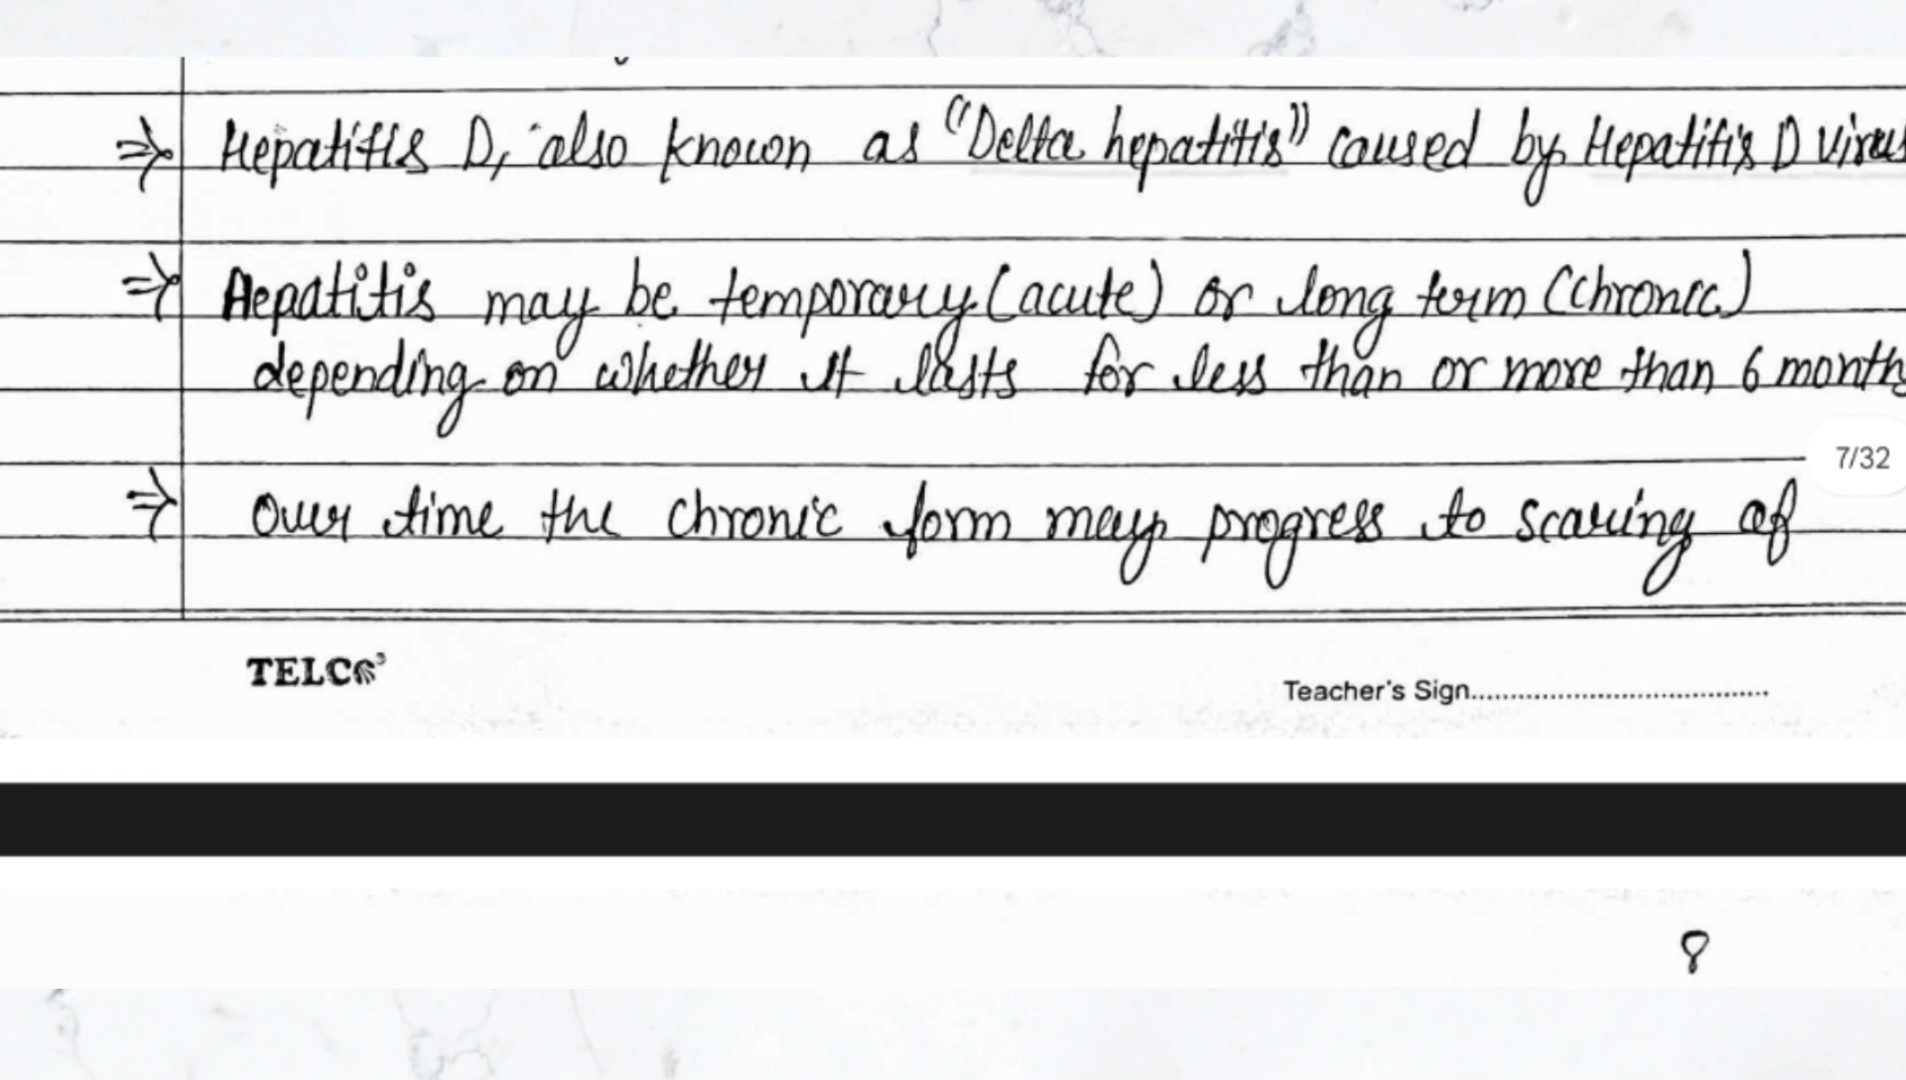 ⇒ Hepatitis D, also known as "Delta hepatitis" caused by Hepatitis D virus
⇒ Hepatitis may be temporary (acute) or long term (chronic)
depending on whether it lasts for less than or more than 6 months
7/32
⇒ Over time the chronic form may progress to scaring of
TELCO
Teacher's Sign....................................
8